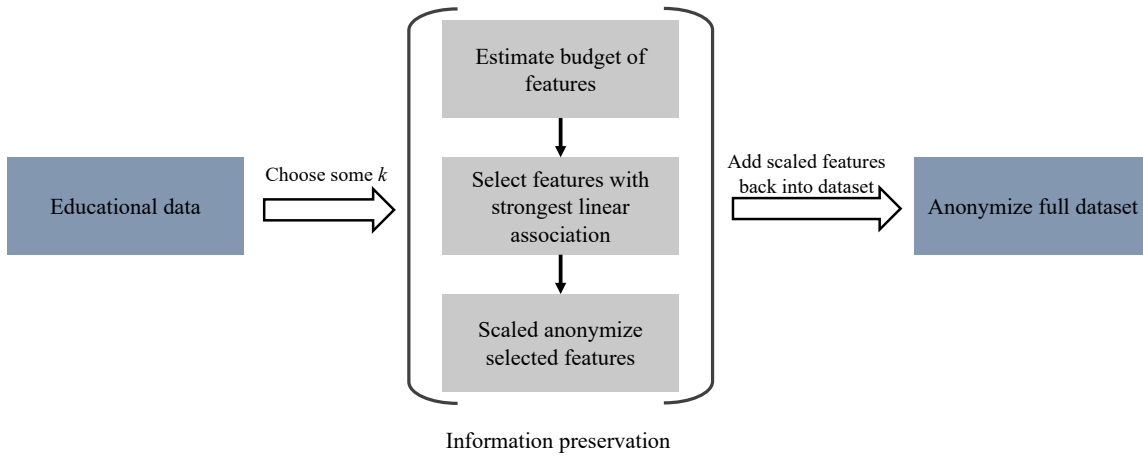 Educational data
Choose some k
Estimate budget of
features
Select features with
strongest linear
association
Scaled anonymize
selected features
Information preservation
Add scaled features
back into dataset
Anonymize full dataset